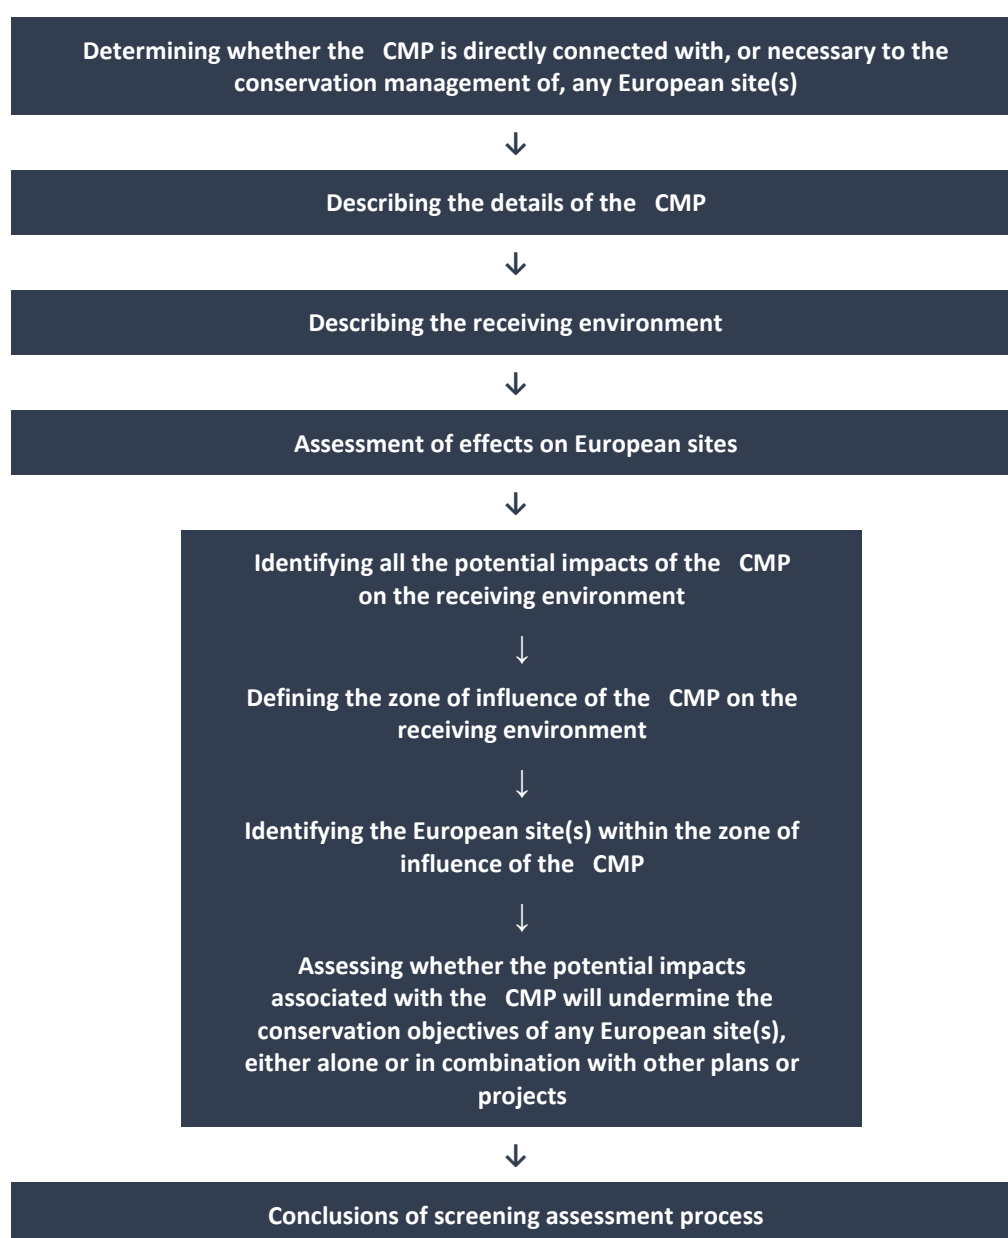 Determining whether the CMP is directly connected with, or necessary to the
conservation management of, any European site(s)
↓
Describing the details of the CMP
↓
Describing the receiving environment
↓
Assessment of effects on European sites
↓
Identifying all the potential impacts of the CMP
on the receiving environment
↓
Defining the zone of influence of the CMP on the
receiving environment
↓
Identifying the European site(s) within the zone of
influence of the CMP
↓
Assessing whether the potential impacts
associated with the CMP will undermine the
conservation objectives of any European site(s),
either alone or in combination with other plans or
projects
↓
Conclusions of screening assessment process